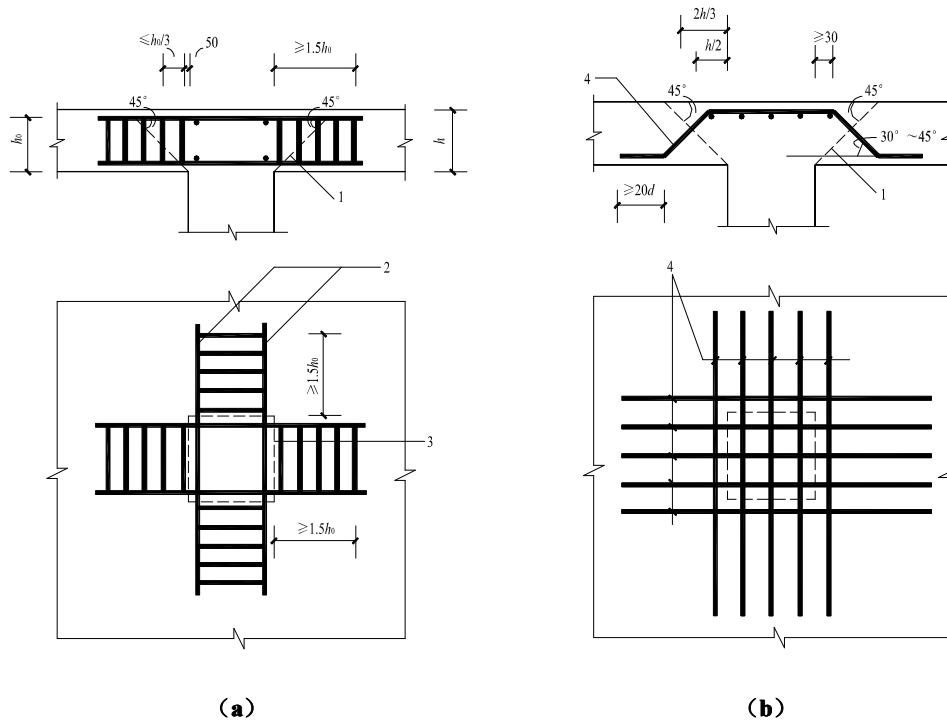 ≤h₀/3
50
≥1.5h₀
45°
45°
h₀
h
1
2
≥1.5h₀
3
≥1.5h₀
(a)
2h/3
h/2
≥30
4
45°
45°
30°~45°
≥20d
1
4
(b)